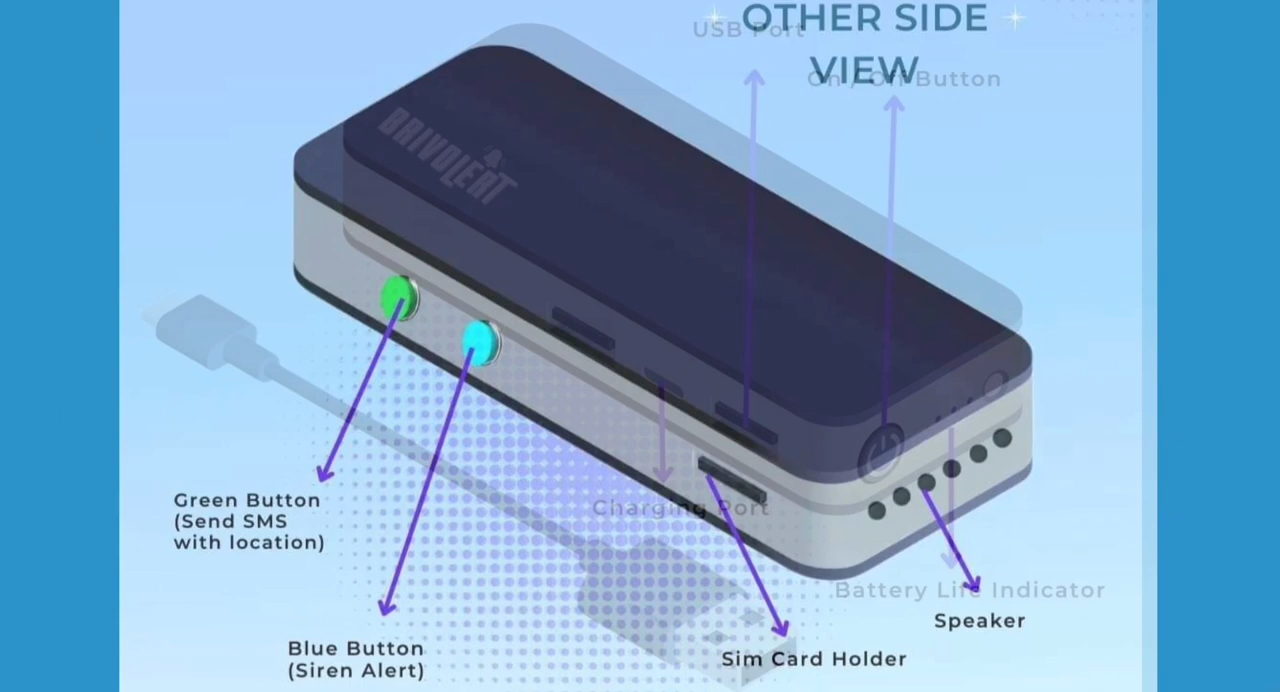 OTHER SIDE
VIEW
USB Port
On / Off Button
BRIVOLERT
Green Button
(Send SMS
with location)
Charging Port
Battery Life Indicator
Speaker
Blue Button
(Siren Alert)
Sim Card Holder